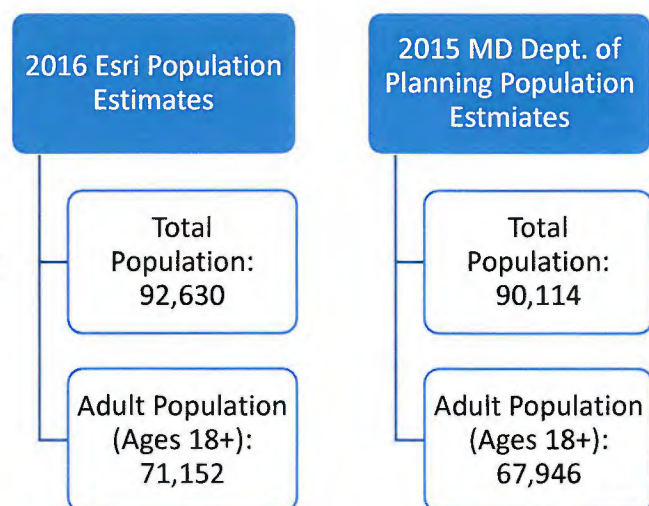 2016 Esri Population
Estimates
Total
Population:
92,630
Adult Population
(Ages 18+):
71,152
2015 MD Dept. of
Planning Population
Estmiates
Total
Population:
90,114
Adult Population
(Ages 18+):
67,946